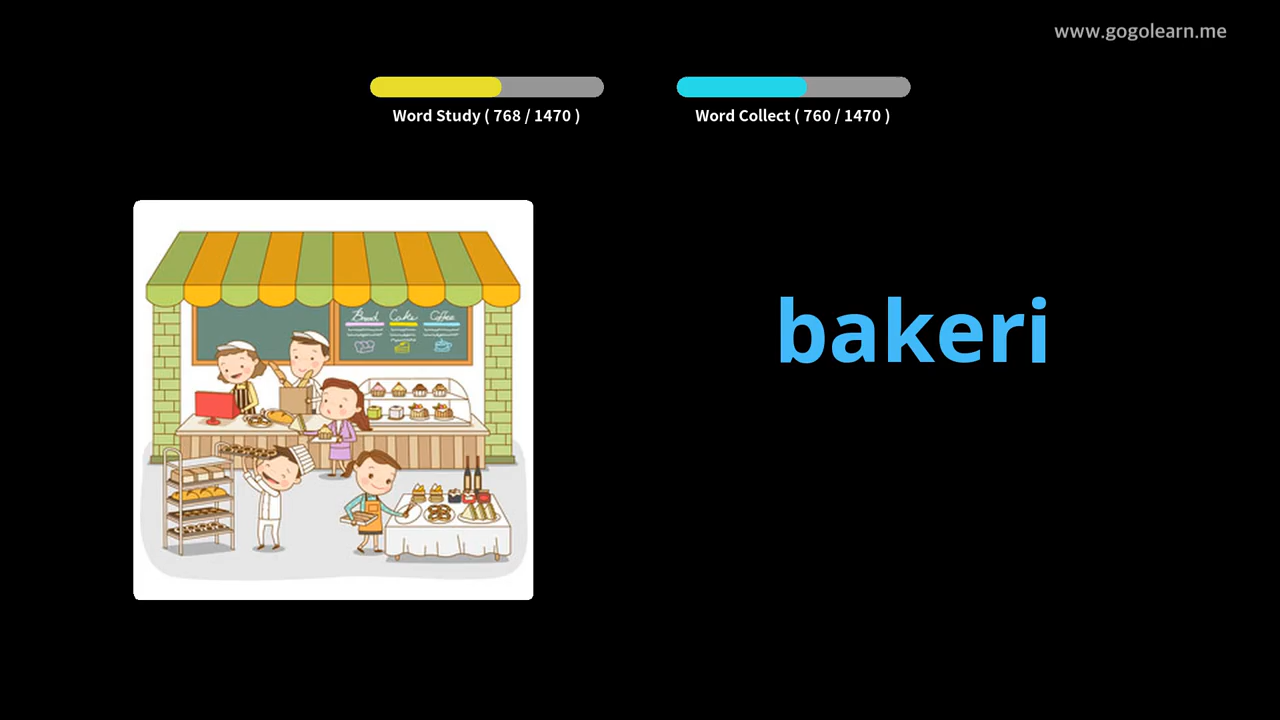 www.gogolearn.me
Word Study ( 768 / 1470 )
Word Collect ( 760 / 1470 )
Bread Cake Coffee
bakeri